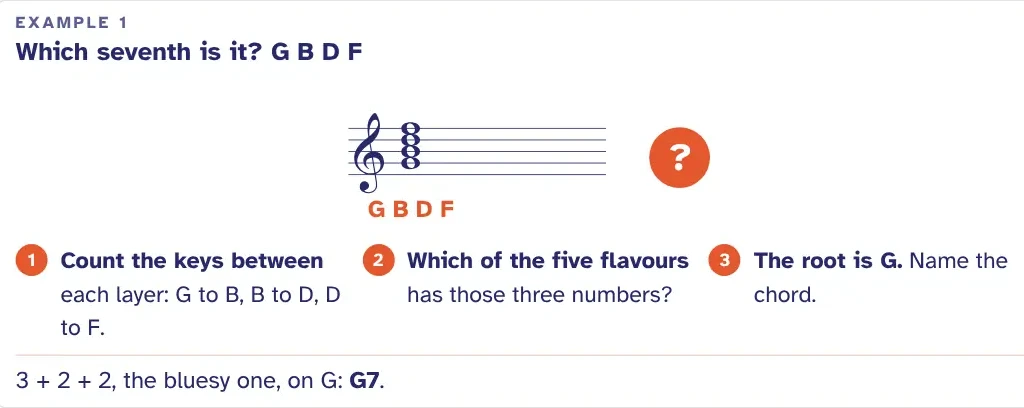 EXAMPLE 1
Which seventh is it? G B D F
?
G B D F
1 Count the keys between
each layer: G to B, B to D, D
to F.
2 Which of the five flavours
has those three numbers?
3 The root is G. Name the
chord.
3 + 2 + 2, the bluesy one, on G: G7.